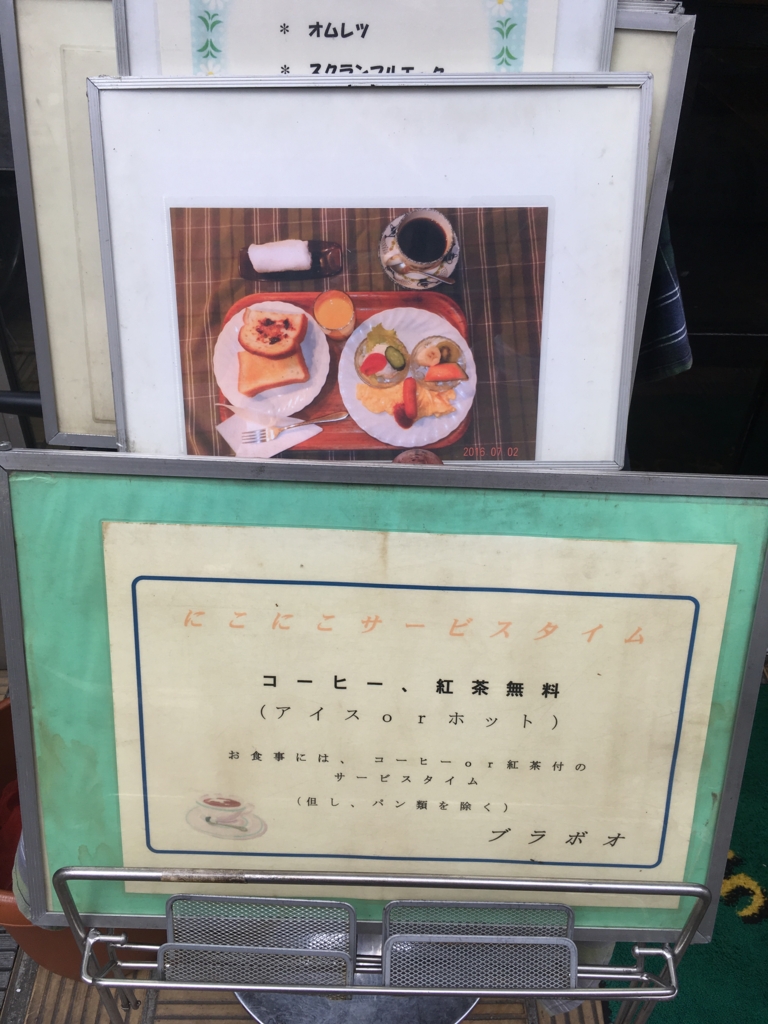 * オムレツ
* スクランブルエッグ
2016 07 02
にこにこサービスタイム
コーヒー、紅茶無料
（アイスorホット）
お食事には、コーヒーor紅茶付の
サービスタイム
（但し、パン類を除く）
ブラボオ